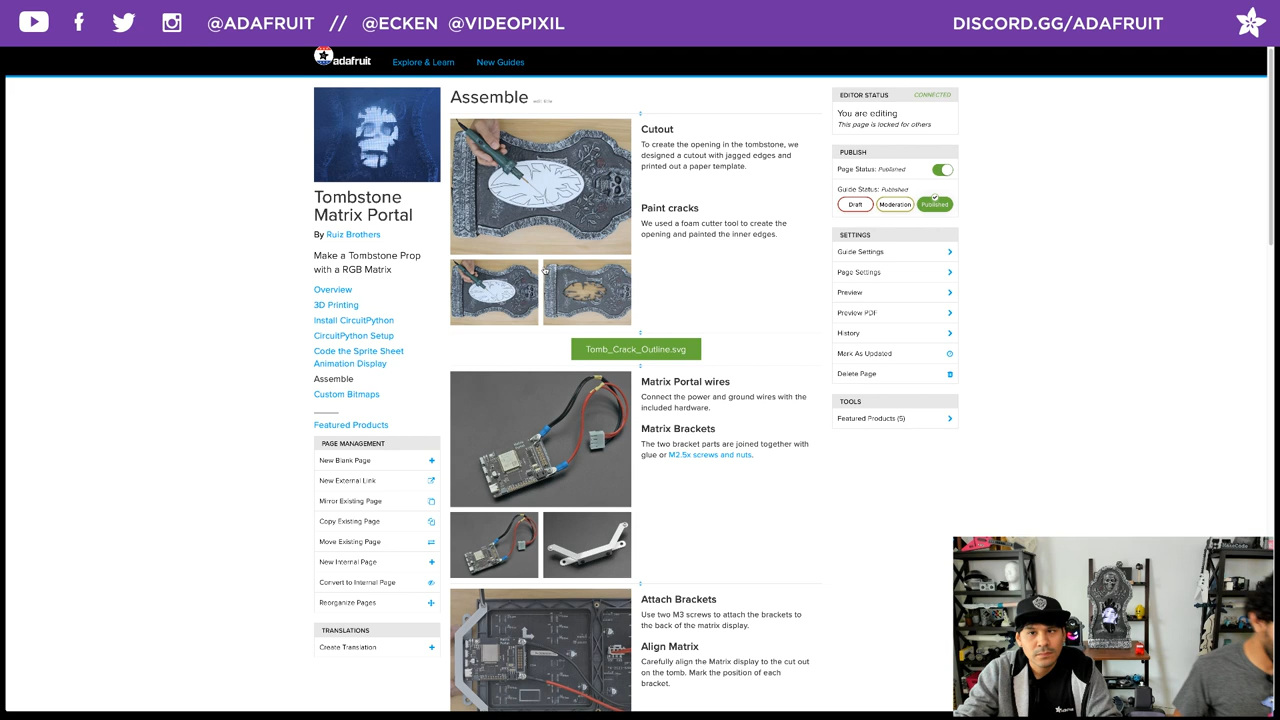 @ADAFRUIT // @ECKEN @VIDEOPIXIL
DISCORD.GG/ADAFRUIT
adafruit
Explore & Learn
New Guides
Tombstone
Matrix Portal
By Ruiz Brothers
Make a Tombstone Prop
with a RGB Matrix
Overview
3D Printing
Install CircuitPython
CircuitPython Setup
Code the Sprite Sheet
Animation Display
Assemble
Custom Bitmaps
Featured Products
PAGE MANAGEMENT
New Blank Page
New External Link
Mirror Existing Page
Copy Existing Page
Move Existing Page
New Internal Page
Convert to Internal Page
Reorganize Pages
TRANSLATIONS
Create Translation
Assemble
Cutout
To create the opening in the tombstone, we
designed a cutout with jagged edges and
printed out a paper template.
Paint cracks
We used a foam cutter tool to create the
opening and painted the inner edges.
Tomb_Crack_Outline.svg
Matrix Portal wires
Connect the power and ground wires with the
included hardware.
Matrix Brackets
The two bracket parts are joined together with
glue or M2.5x screws and nuts.
Attach Brackets
Use two M3 screws to attach the brackets to
the back of the matrix display.
Align Matrix
Carefully align the Matrix display to the cut out
on the tomb. Mark the position of each
bracket.
EDITOR STATUS
CONNECTED
You are editing
This page is locked for others
PUBLISH
Page Status: Published
Guide Status: Published
Draft
Moderation
Published
SETTINGS
Guide Settings
Page Settings
Preview
Preview PDF
History
Mark As Updated
Delete Page
TOOLS
Featured Products (5)
adafruit